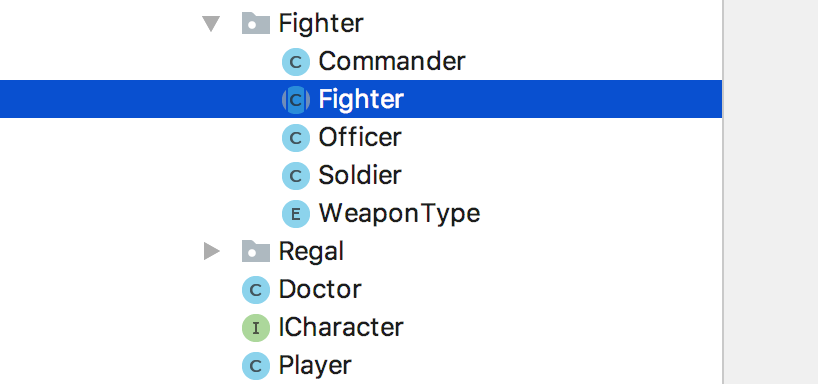 Fighter
C Commander
C Fighter
C Officer
C Soldier
E WeaponType
Regal
C Doctor
I ICharacter
C Player